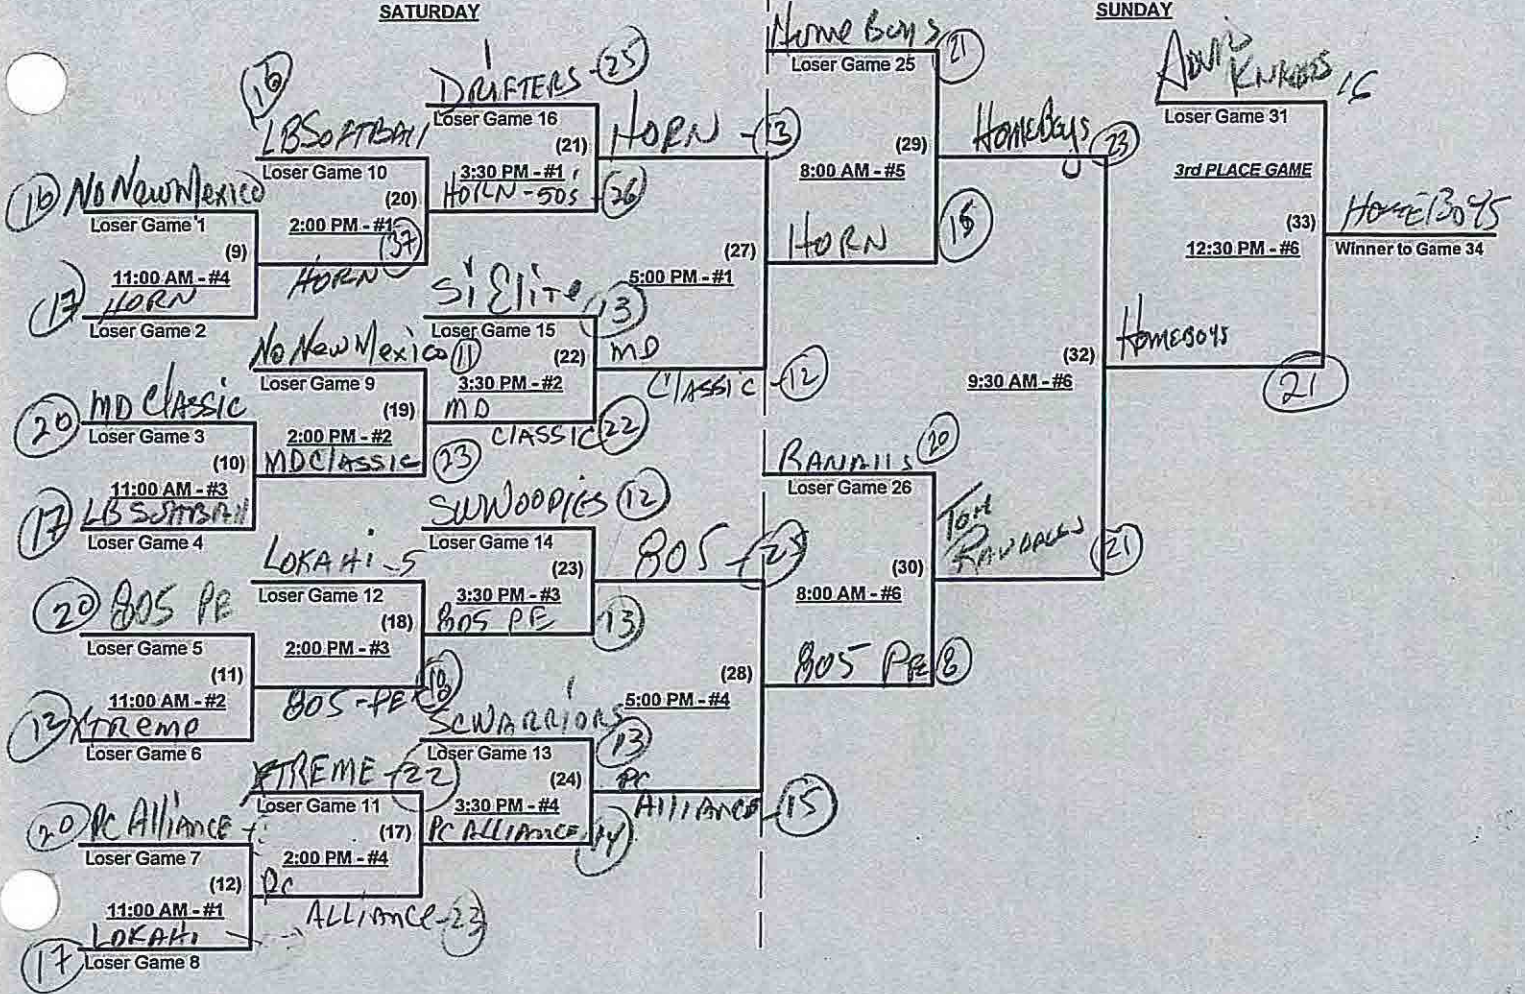 SATURDAY
SUNDAY
16
No New Mexico
Loser Game 1
(9)
11:00 AM - #4
17
HORN
Loser Game 2
20
MD Classic
Loser Game 3
(10)
11:00 AM - #3
17
LB Softball
Loser Game 4
20
805 PE
Loser Game 5
(11)
11:00 AM - #2
Xtreme
Loser Game 6
20
PC Alliance
Loser Game 7
(12)
11:00 AM - #1
17
LOKAHI
Loser Game 8
16
LBSOFTBAll
Loser Game 10
(20)
2:00 PM - #1
HORN
37
No New Mexico 11
Loser Game 9
(19)
2:00 PM - #2
MD Classic 23
LOKAHI - 5
Loser Game 12
(18)
2:00 PM - #3
805 - PE
XTREME - 22
Loser Game 11
(17)
2:00 PM - #4
PC
ALLIANCE - 23
DRIFTERS - 25
Loser Game 16
(21)
3:30 PM - #1
HORN - 50s - 26
Si Elite 13
Loser Game 15
(22)
3:30 PM - #2
MD
CLASSIC 22
SW WOODIES 12
Loser Game 14
(23)
3:30 PM - #3
805 PE 13
SCWARRIORS 13
Loser Game 13
(24)
3:30 PM - #4
PC ALLIANCE 14
HORN - 13
(27)
5:00 PM - #1
MD
Classic - 12
805 -
(28)
5:00 PM - #4
PC
Alliance 15
Home Boys 21
Loser Game 25
(29)
8:00 AM - #5
HORN
RANDAlls 20
Loser Game 26
(30)
8:00 AM - #6
805 PE 8
HomeBoys 23
(32)
9:30 AM - #6
RANDALLS 21
KNIGHTS 16
Loser Game 31
3rd PLACE GAME
(33)
12:30 PM - #6
HomeBoys
21
HOMEBOYS
Winner to Game 34